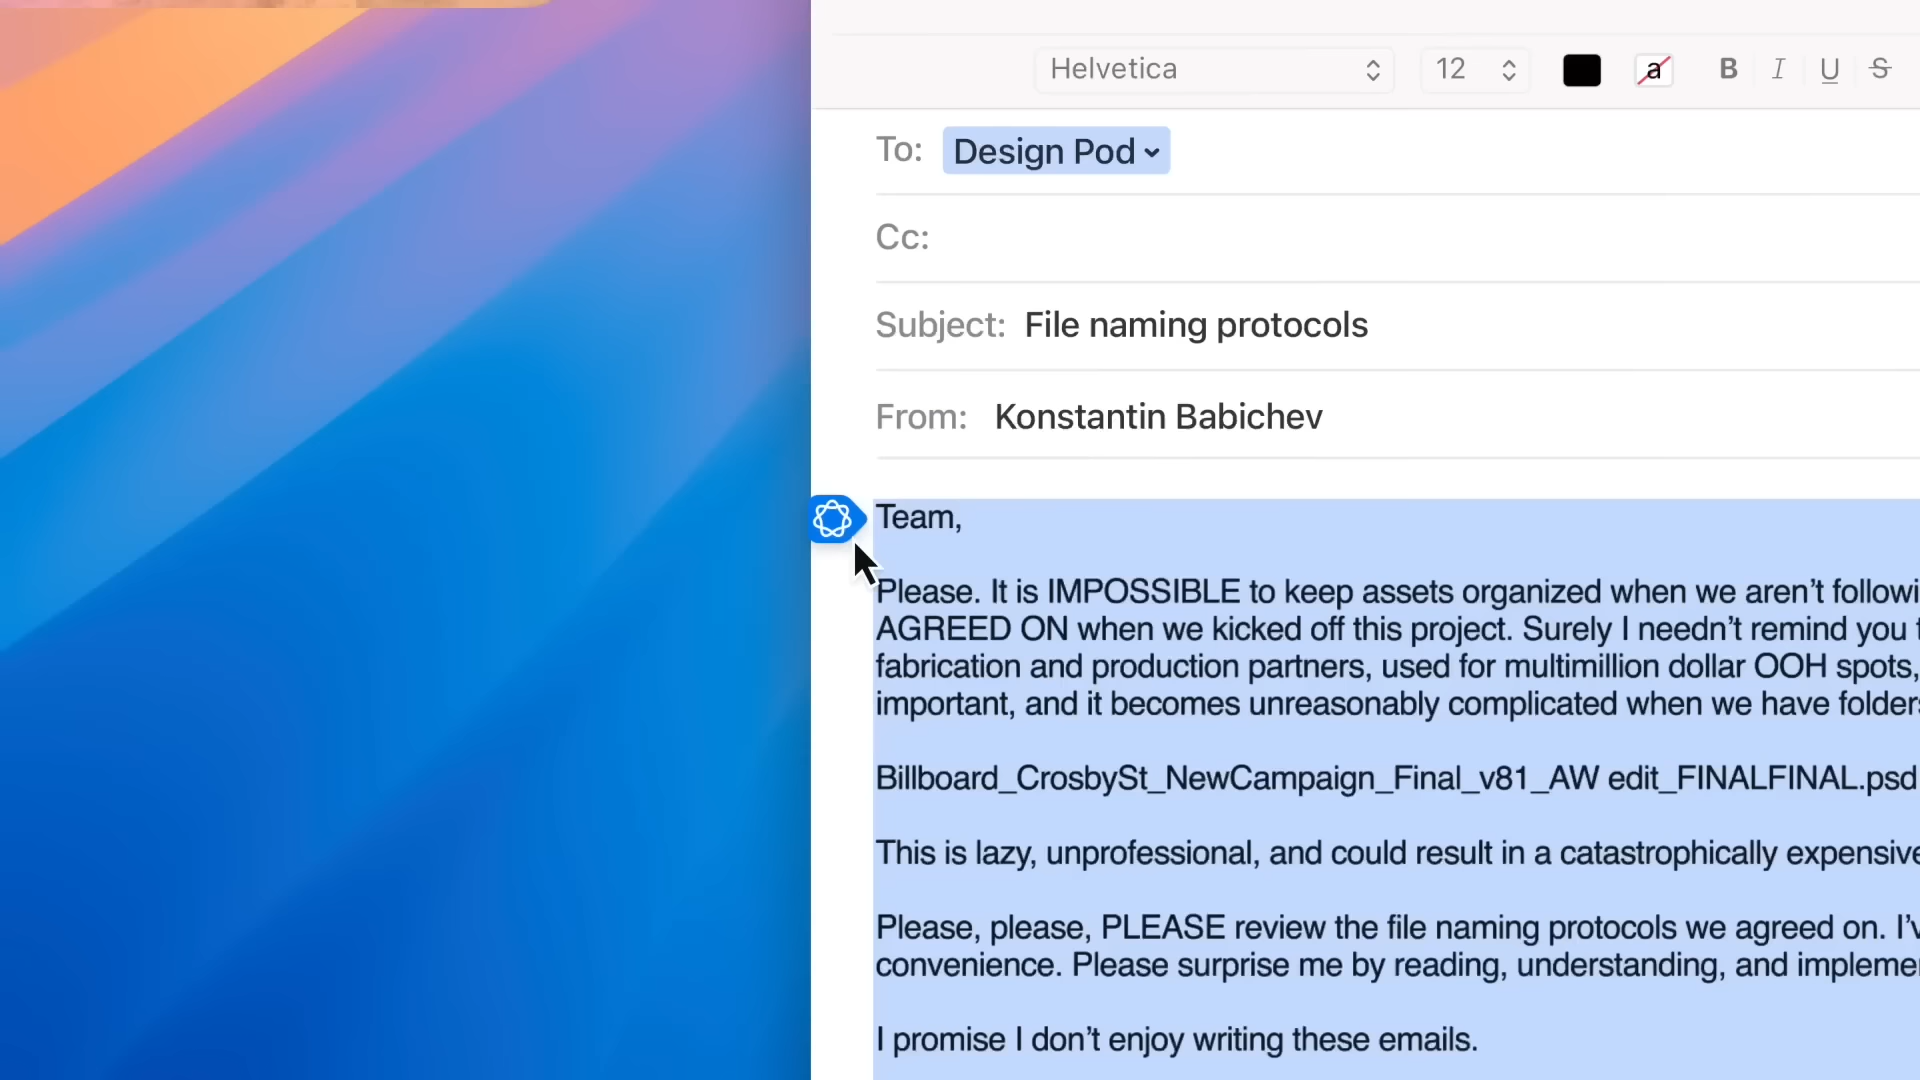 Helvetica 12 a B I U S
To: Design Pod
Cc:
Subject: File naming protocols
From: Konstantin Babichev
Team,
Please. It is IMPOSSIBLE to keep assets organized when we aren’t
AGREED ON when we kicked off this project. Surely I needn’t remind you
fabrication and production partners, used for multimillion dollar OOH spots,
important, and it becomes unreasonably complicated when we have
Billboard_CrosbySt_NewCampaign_Final_v81_AW edit_FINALFINAL.psd
This is lazy, unprofessional, and could result in a catastrophically expensive
Please, please, PLEASE review the file naming protocols we agreed on.
convenience. Please surprise me by reading, understanding, and
I promise I don’t enjoy writing these emails.